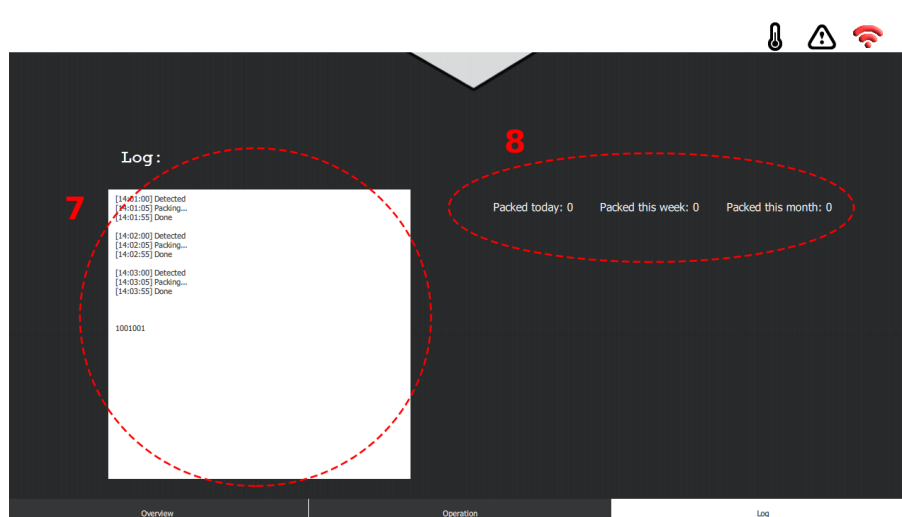 8
Log:
7
[14:01:00] Detected
[14:01:05] Packing...
[14:01:55] Done
[14:02:00] Detected
[14:02:05] Packing...
[14:02:55] Done
[14:03:00] Detected
[14:03:05] Packing...
[14:03:55] Done
1001001
Packed today: 0 Packed this week: 0 Packed this month: 0
Overview Operation Log